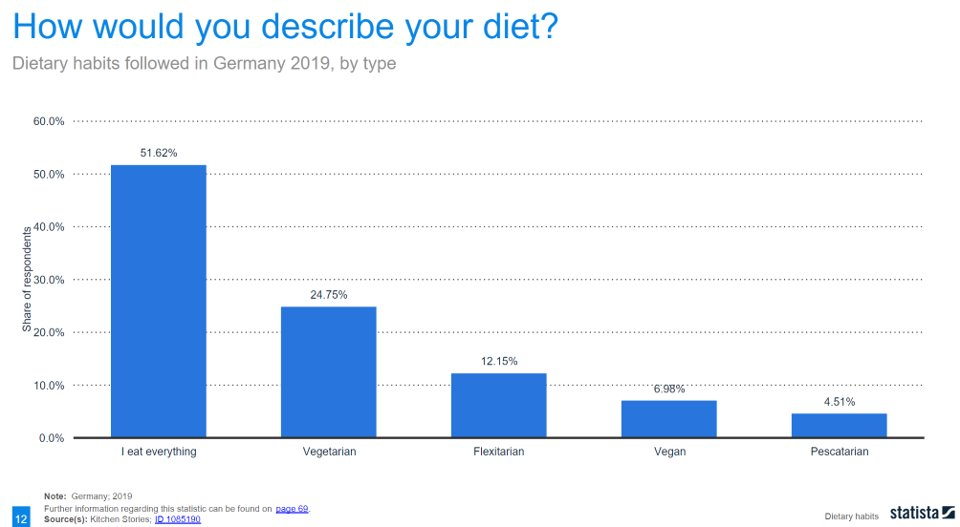 How would you describe your diet?
Dietary habits followed in Germany 2019, by type
Share of respondents
60.0%
50.0%
40.0%
30.0%
20.0%
10.0%
0.0%
51.62%
24.75%
12.15%
6.98%
4.51%
I eat everything
Vegetarian
Flexitarian
Vegan
Pescatarian
Note: Germany; 2019
Further information regarding this statistic can be found on page 69.
Source(s): Kitchen Stories; ID 1085190
12
Dietary habits
statista